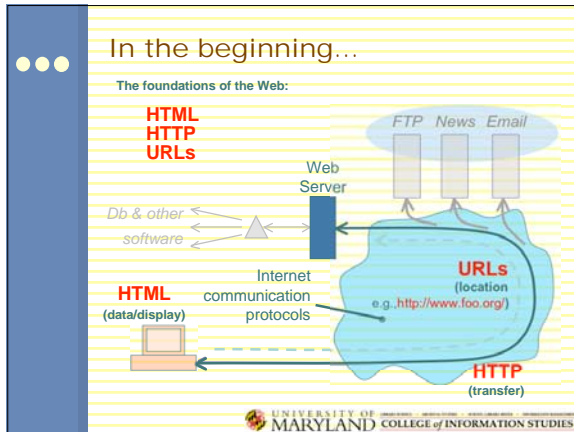 In the beginning...
The foundations of the Web:
HTML
HTTP
URLs
FTP News Email
Web
Server
Db & other
software
Internet
communication
protocols
URLs
(location
e.g.,http://www.foo.org/)
HTML
(data/display)
HTTP
(transfer)
UNIVERSITY OF
MARYLAND COLLEGE of INFORMATION STUDIES